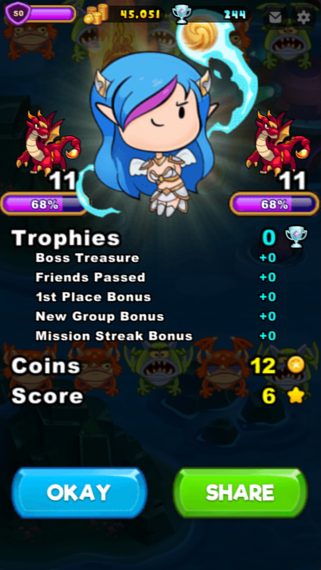 50 45.051 244
11 11
68% 68%
Trophies 0
Boss Treasure +0
Friends Passed +0
1st Place Bonus +0
New Group Bonus +0
Mission Streak Bonus +0
Coins 12
Score 6
OKAY SHARE